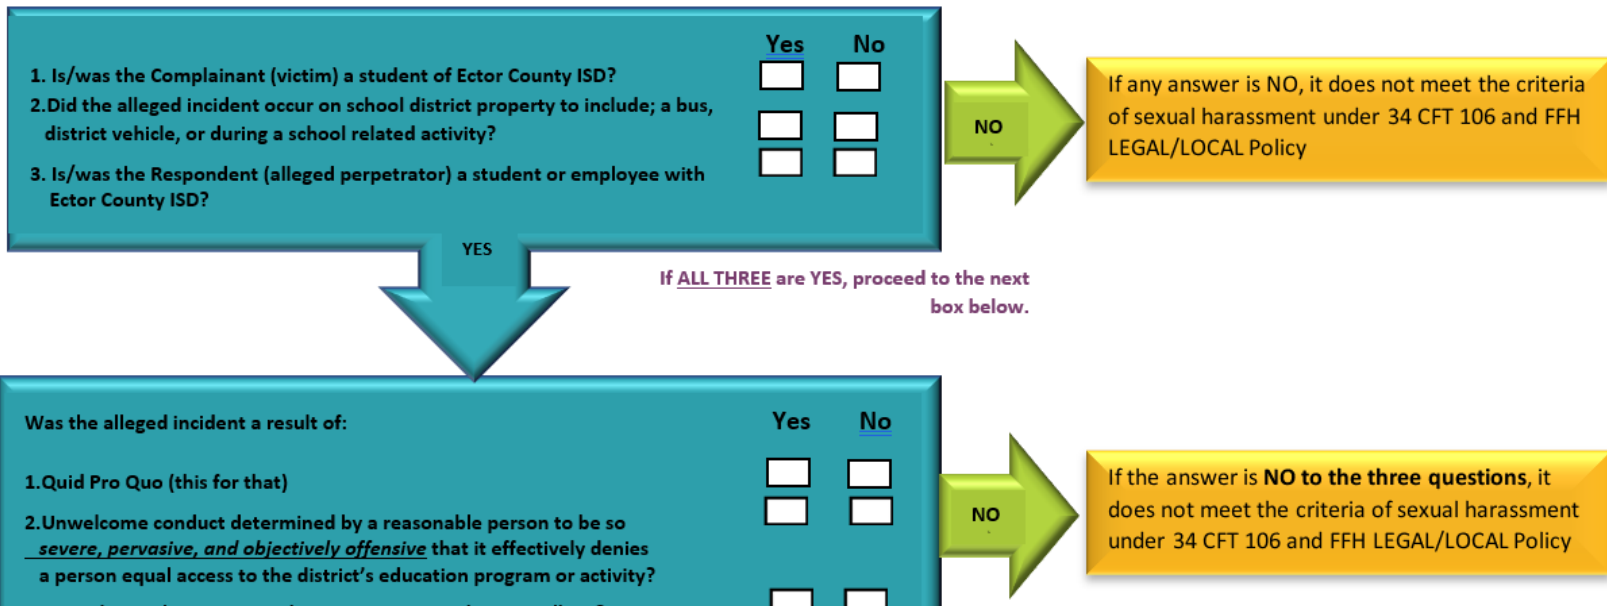 Yes No
1. Is/was the Complainant (victim) a student of Ector County ISD?
2.Did the alleged incident occur on school district property to include; a bus,
district vehicle, or during a school related activity?
3. Is/was the Respondent (alleged perpetrator) a student or employee with
Ector County ISD?
NO
If any answer is NO, it does not meet the criteria
of sexual harassment under 34 CFT 106 and FFH
LEGAL/LOCAL Policy
YES
If ALL THREE are YES, proceed to the next
box below.
Was the alleged incident a result of:
Yes No
1.Quid Pro Quo (this for that)
2.Unwelcome conduct determined by a reasonable person to be so
severe, pervasive, and objectively offensive that it effectively denies
a person equal access to the district's education program or activity?
NO
If the answer is NO to the three questions, it
does not meet the criteria of sexual harassment
under 34 CFT 106 and FFH LEGAL/LOCAL Policy